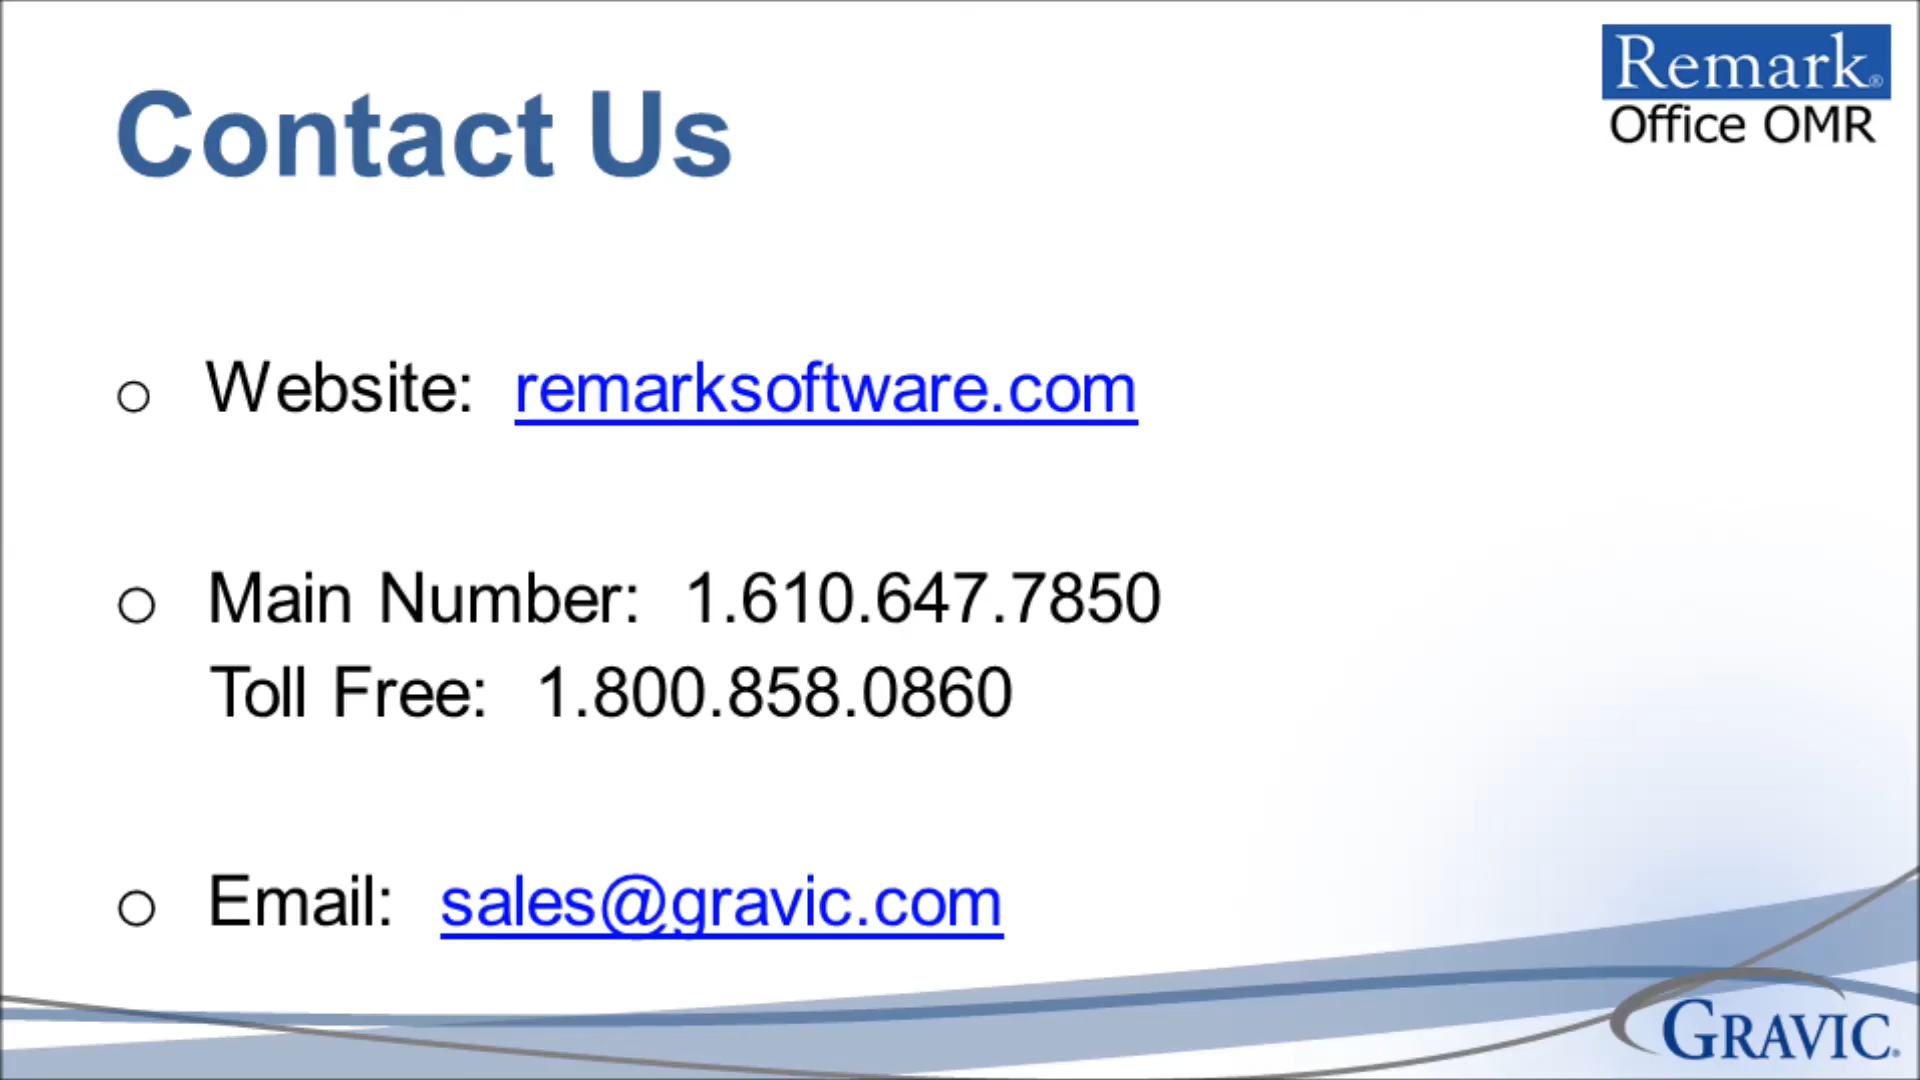 Remark®
Office OMR
Contact Us
o Website: remarksoftware.com
o Main Number: 1.610.647.7850
Toll Free: 1.800.858.0860
o Email: sales@gravic.com
GRAVIC